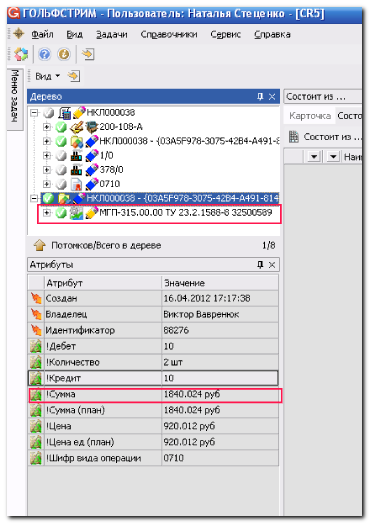 ГОЛЬФСТРИМ - Пользователь: Наталья Стеценко - [CR5]
Файл Вид Задачи Справочники Сервис Справка
Меню задач
Вид
Дерево
НКЛ000038
200-108-А
НКЛ000038 - {03A5F978-3075-42B4-A491-8
1/0
378/0
0710
НКЛ000038 - {03A5F978-3075-42B4-A491-814
МГП-315.00.00 ТУ 23.2.1588-8 32500589
Потомков/Всего в дереве 1/8
Атрибуты
Атрибут Значение
Создан 16.04.2012 17:17:38
Владелец Виктор Вавренюк
Идентификатор 88276
!Дебет 10
!Количество 2 шт
!Кредит 10
!Сумма 1840.024 руб
!Сумма (план) 1840.024 руб
!Цена 920.012 руб
!Цена ед (план) 920.012 руб
!Шифр вида операции 0710
Состоит из ...
Карточка Состоит
Состоит из ...
Наи